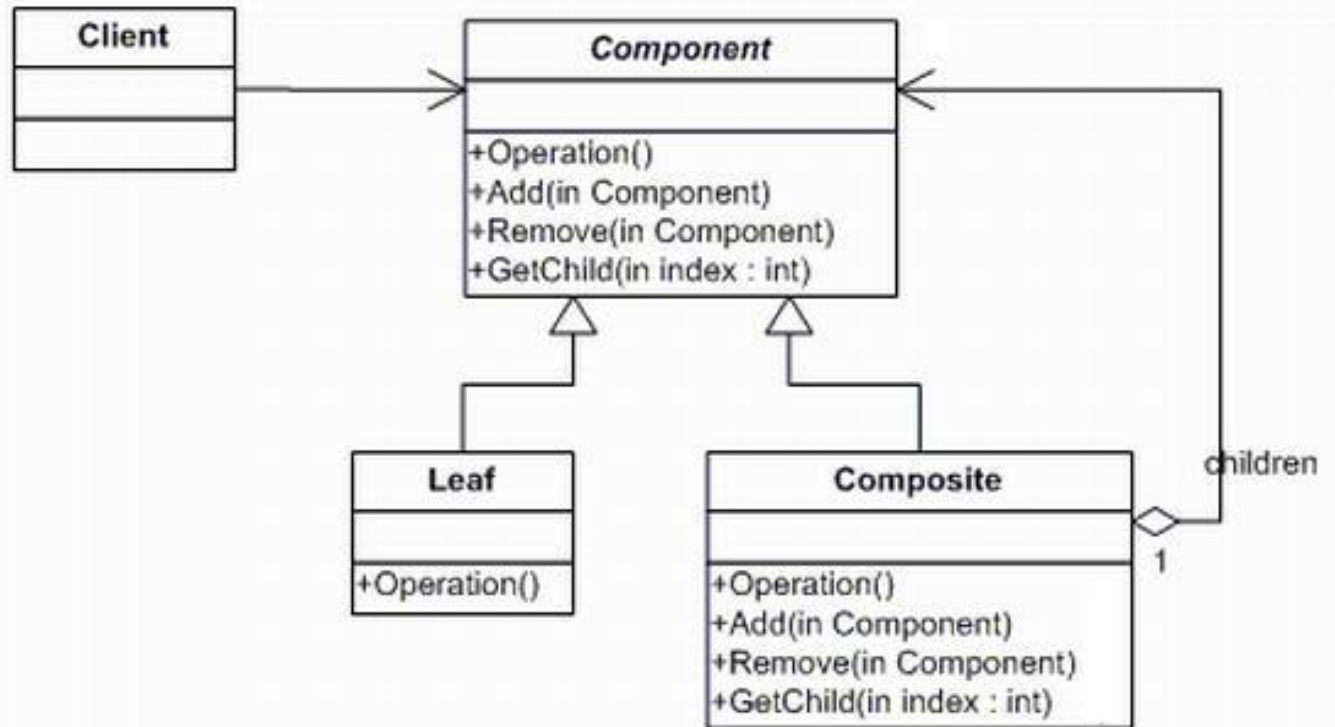 Client
Component
+Operation()
+Add(in Component)
+Remove(in Component)
+GetChild(in index : int)
Leaf
+Operation()
Composite
+Operation()
+Add(in Component)
+Remove(in Component)
+GetChild(in index : int)
children
1